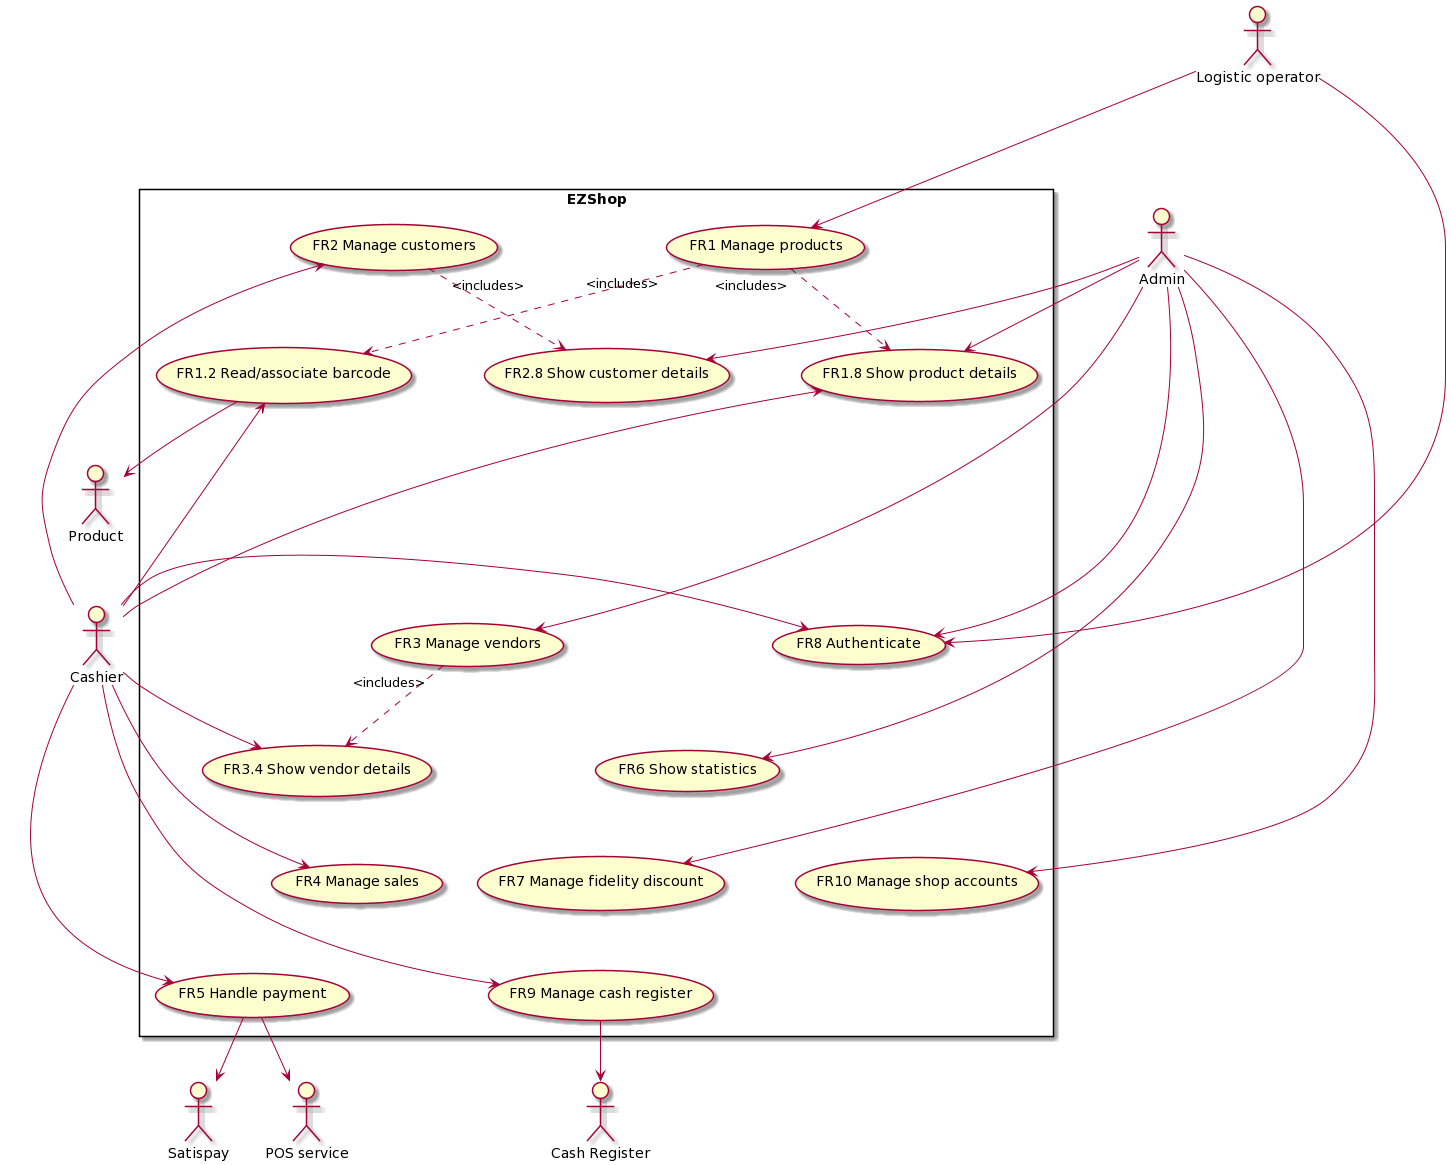 Logistic operator
EZShop
FR2 Manage customers
FR1 Manage products
Admin
<includes>
<includes>
<includes>
FR1.2 Read/associate barcode
FR2.8 Show customer details
FR1.8 Show product details
Product
FR3 Manage vendors
FR8 Authenticate
Cashier
<includes>
FR3.4 Show vendor details
FR6 Show statistics
FR4 Manage sales
FR7 Manage fidelity discount
FR10 Manage shop accounts
FR5 Handle payment
FR9 Manage cash register
Satispay
POS service
Cash Register